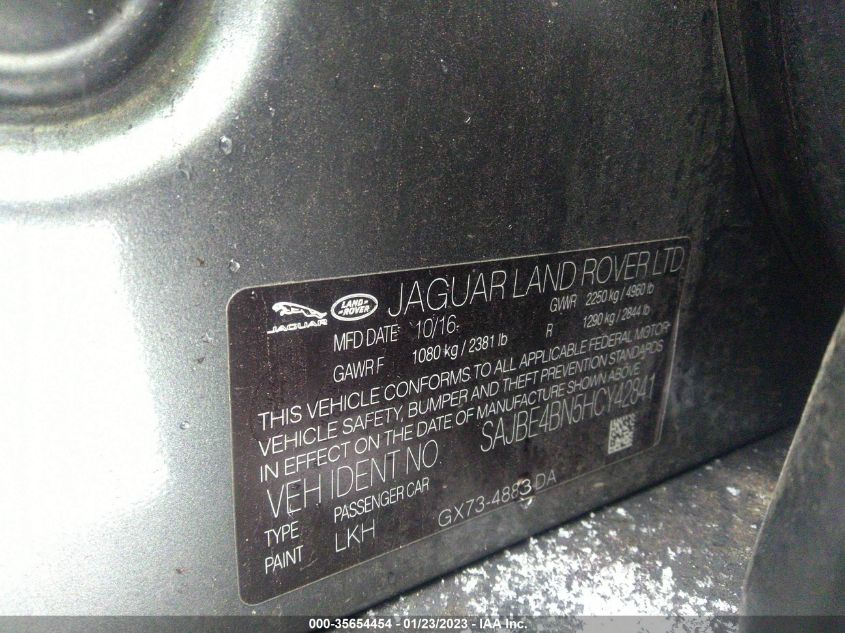 JAGUAR LAND-ROVER JAGUAR LAND ROVER LTD
MFD DATE 10/16 GVWR 2250 kg / 4960 lb
GAWR F 1080 kg / 2381 lb R 1290 kg / 2844 lb
THIS VEHICLE CONFORMS TO ALL APPLICABLE FEDERAL MOTOR
VEHICLE SAFETY, BUMPER AND THEFT PREVENTION STANDARDS
IN EFFECT ON THE DATE OF MANUFACTURE SHOWN ABOVE
VEH IDENT NO SAJBE4BN5HCY42841
TYPE PASSENGER CAR
PAINT LKH GX73-4883-DA
000-35654454 - 01/23/2023 - IAA Inc.